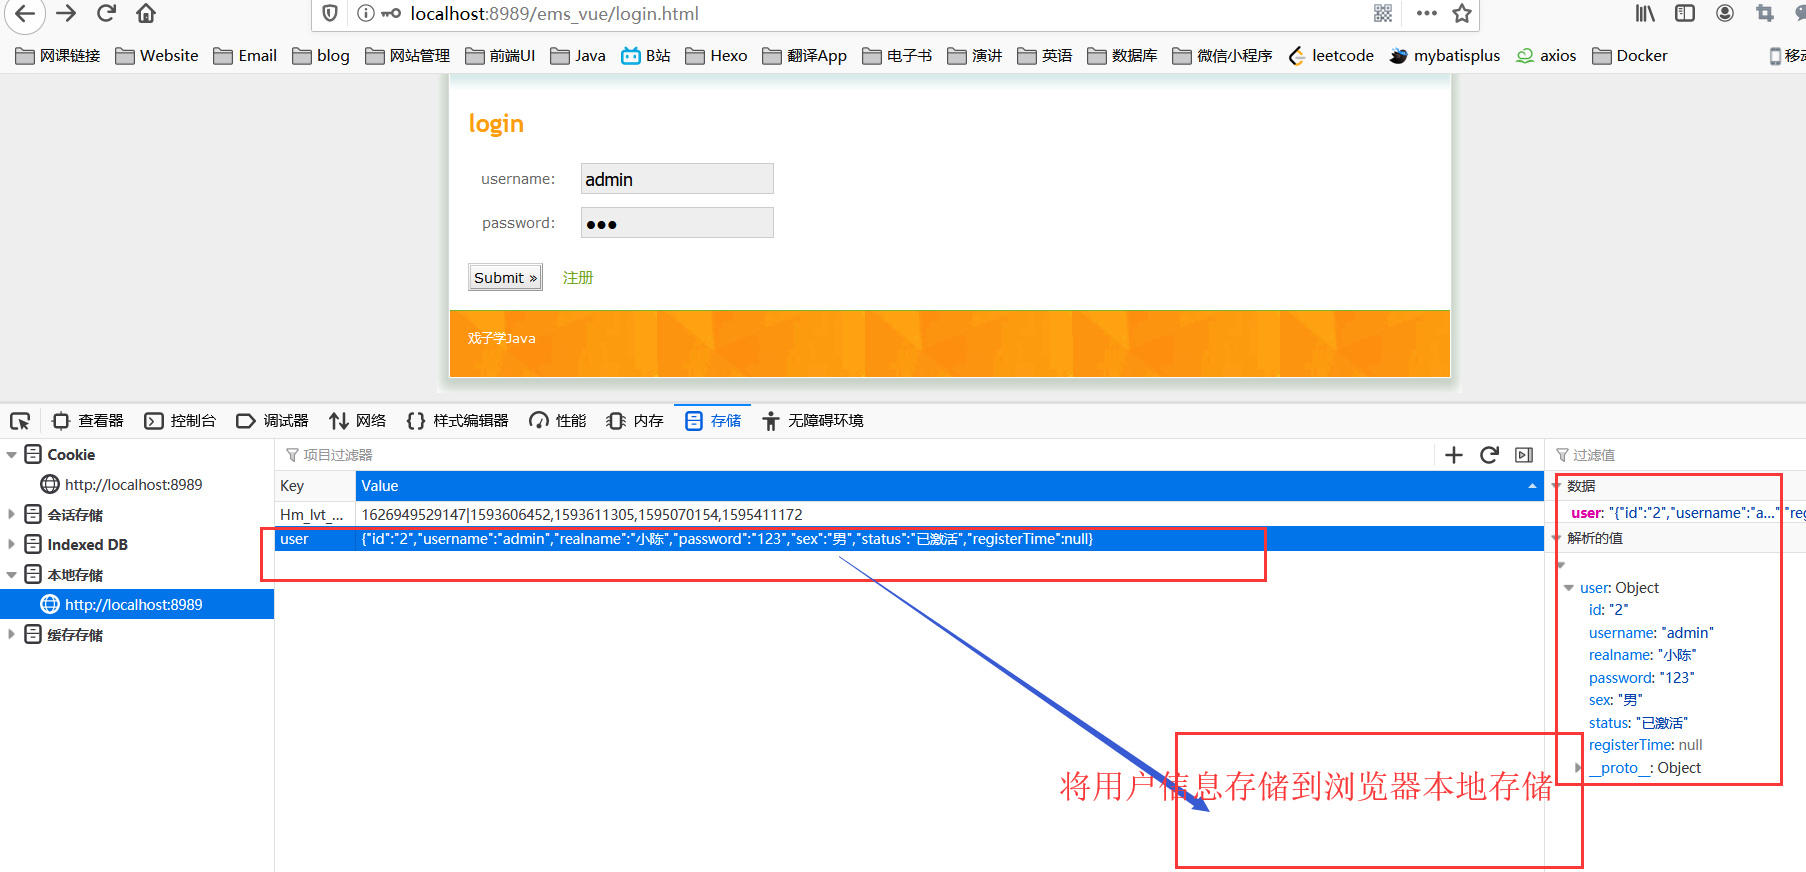 localhost:8989/ems_vue/login.html
网课链接 Website Email blog 网站管理 前端UI Java B站 Hexo 翻译App 电子书 演讲 英语 数据库 微信小程序 leetcode mybatisplus axios Docker
login
username: admin
password: ●●●
Submit » 注册
戏子学Java
查看器 控制台 调试器 网络 {} 样式编辑器 性能 内存 存储 无障碍环境
Cookie
http://localhost:8989
会话存储
Indexed DB
本地存储
http://localhost:8989
缓存存储
项目过滤器
Key Value
Hm_lvt_... 1626949529147|1593606452,1593611305,1595070154,1595411172
user {"id":"2","username":"admin","realname":"小陈","password":"123","sex":"男","status":"已激活","registerTime":null}
过滤值
数据
user: "{"id":"2","username":"a..."
解析的值
user: Object
id: "2"
username: "admin"
realname: "小陈"
password: "123"
sex: "男"
status: "已激活"
registerTime: null
__proto__: Object
将用户信息存储到浏览器本地存储